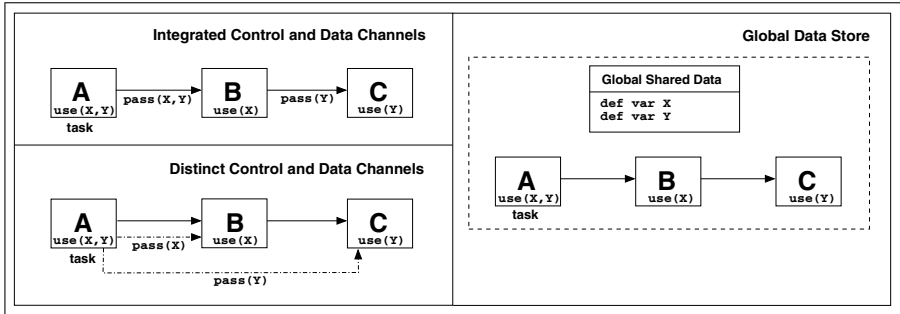 Integrated Control and Data Channels
A
use(X,Y)
task
pass(X,Y)
B
use(X)
pass(Y)
C
use(Y)
Distinct Control and Data Channels
A
use(X,Y)
task
pass(X)
B
use(X)
C
use(Y)
pass(Y)
Global Data Store
Global Shared Data
def var X
def var Y
A
use(X,Y)
task
B
use(X)
C
use(Y)